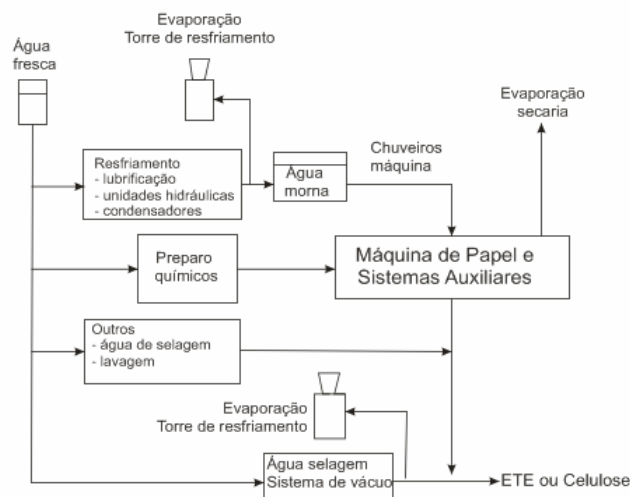 Evaporação
Torre de resfriamento
Água
fresca
Evaporação
secaria
Resfriamento
- lubrificação
- unidades hidráulicas
- condensadores
Água
morna
Chuveiros
máquina
Preparo
químicos
Máquina de Papel e
Sistemas Auxiliares
Outros
- água de selagem
- lavagem
Evaporação
Torre de resfriamento
Água selagem
Sistema de vácuo
ETE ou Celulose